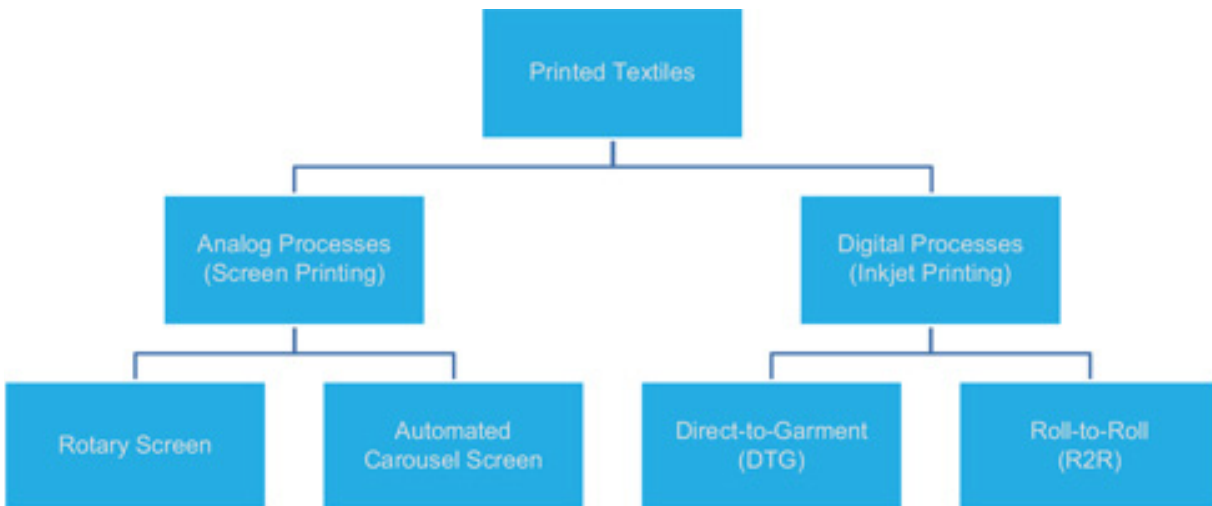 Printed Textiles
Analog Processes
(Screen Printing)
Digital Processes
(Inkjet Printing)
Rotary Screen
Automated
Carousel Screen
Direct-to-Garment
(DTG)
Roll-to-Roll
(R2R)